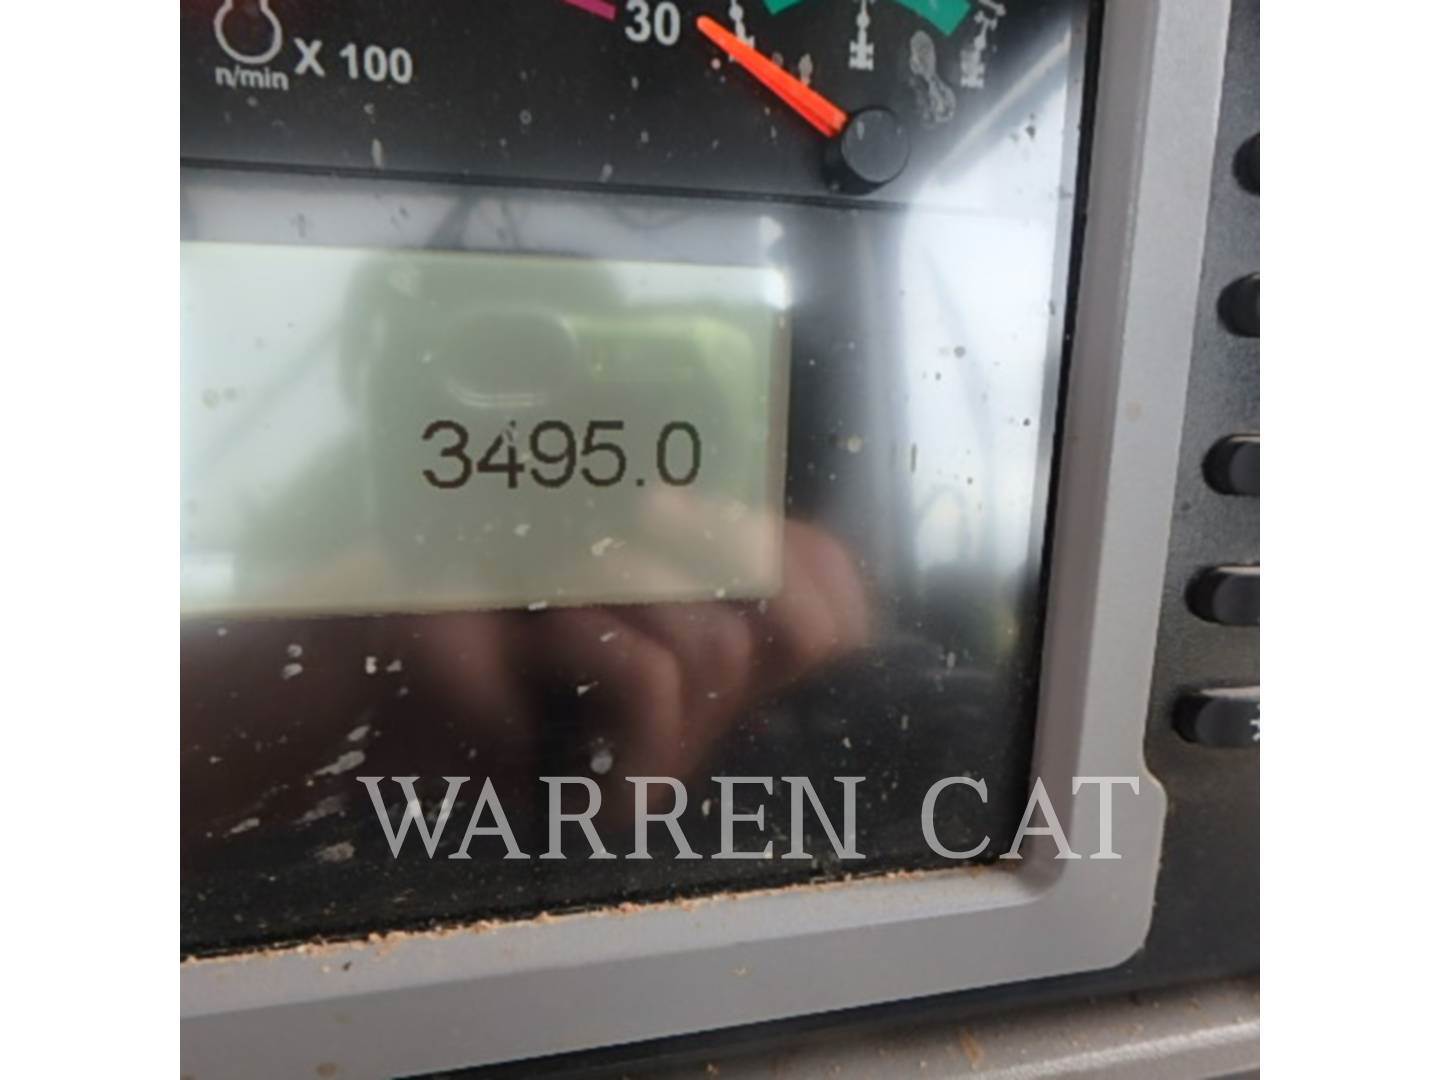 30
X 100
n/min
3495.0
WARREN CAT